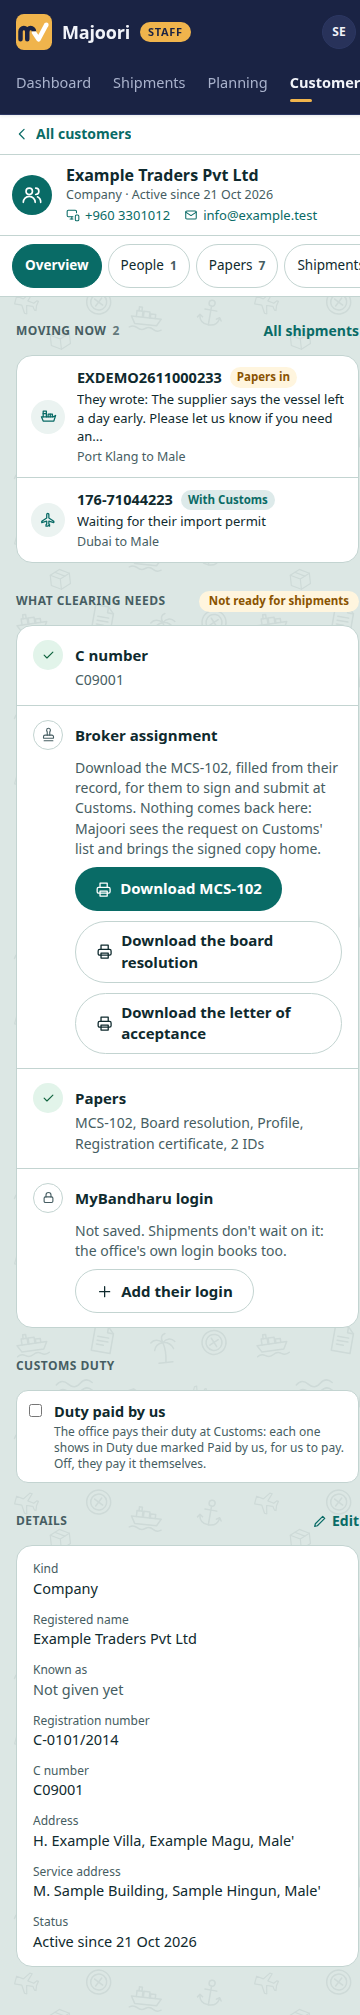 Majoori STAFF SE
Dashboard Shipments Planning Customer
All customers
Example Traders Pvt Ltd
Company · Active since 21 Oct 2026
+960 3301012 info@example.test
Overview People 1 Papers 7 Shipments
MOVING NOW 2 All shipments
EXDEMO2611000233 Papers in
They wrote: The supplier says the vessel left
a day early. Please let us know if you need
an...
Port Klang to Male
176-71044223 With Customs
Waiting for their import permit
Dubai to Male
WHAT CLEARING NEEDS Not ready for shipments
C number
C09001
Broker assignment
Download the MCS-102, filled from their
record, for them to sign and submit at
Customs. Nothing comes back here:
Majoori sees the request on Customs'
list and brings the signed copy home.
Download MCS-102
Download the board
resolution
Download the letter of
acceptance
Papers
MCS-102, Board resolution, Profile,
Registration certificate, 2 IDs
MyBandharu login
Not saved. Shipments don't wait on it:
the office's own login books too.
Add their login
CUSTOMS DUTY
Duty paid by us
The office pays their duty at Customs: each one
shows in Duty due marked Paid by us, for us to pay.
Off, they pay it themselves.
DETAILS Edit
Kind
Company
Registered name
Example Traders Pvt Ltd
Known as
Not given yet
Registration number
C-0101/2014
C number
C09001
Address
H. Example Villa, Example Magu, Male'
Service address
M. Sample Building, Sample Hingun, Male'
Status
Active since 21 Oct 2026